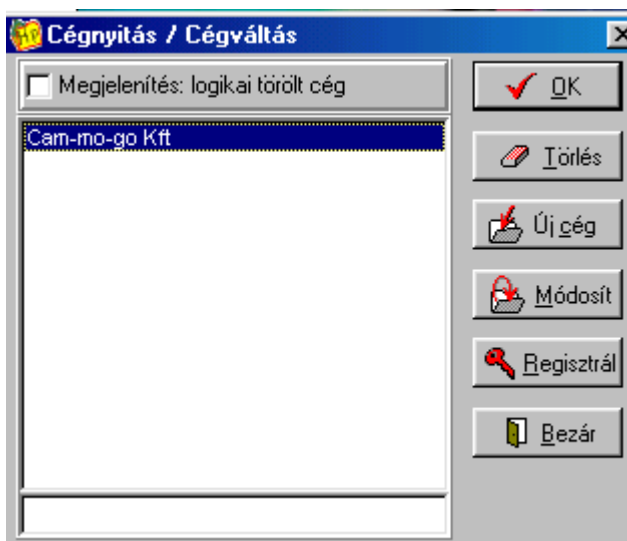 Cégnyitás / Cégváltás
Megjelenítés: logikai törölt cég
Cam-mo-go Kft
OK
Törlés
Új cég
Módosít
Regisztrál
Bezár